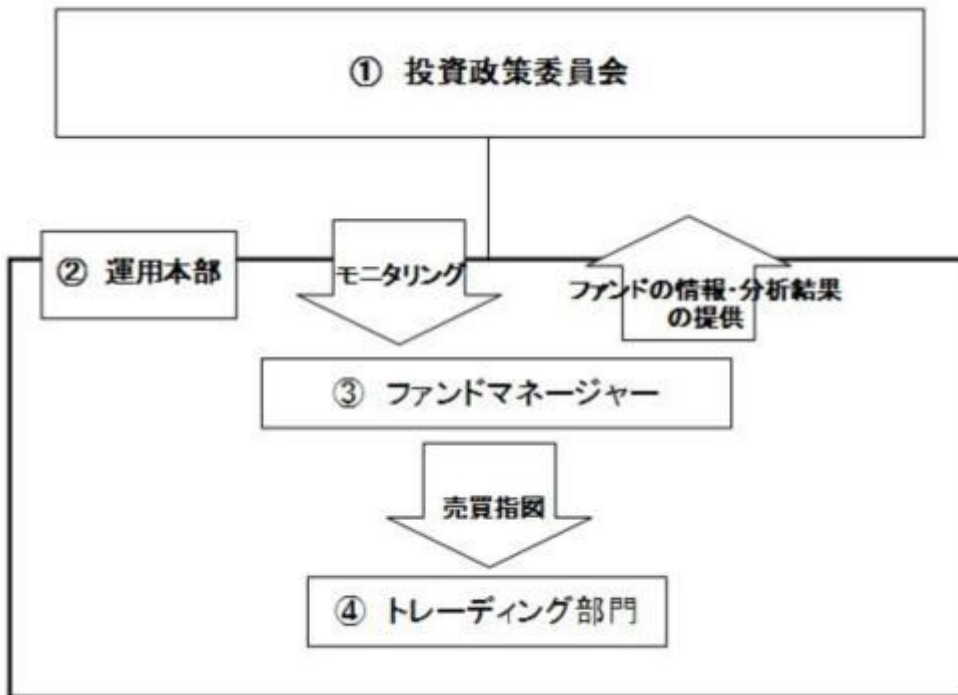 ① 投資政策委員会
② 運用本部
モニタリング
ファンドの情報・分析結果
の提供
③ ファンドマネージャー
売買指図
④ トレーディング部門